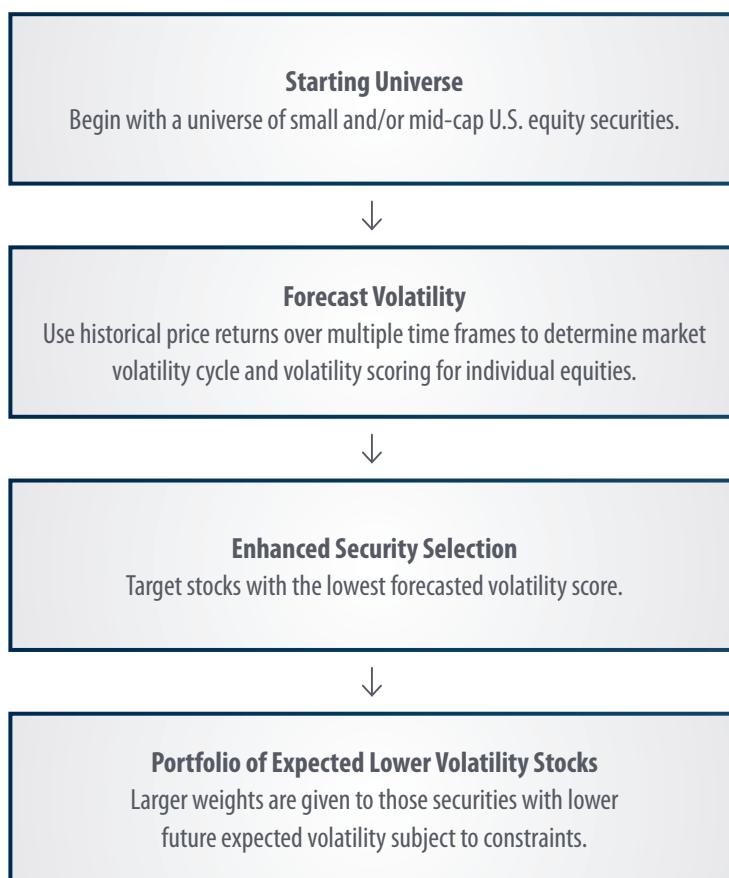 Starting Universe
Begin with a universe of small and/or mid-cap U.S. equity securities.
Forecast Volatility
Use historical price returns over multiple time frames to determine market
volatility cycle and volatility scoring for individual equities.
Enhanced Security Selection
Target stocks with the lowest forecasted volatility score.
Portfolio of Expected Lower Volatility Stocks
Larger weights are given to those securities with lower
future expected volatility subject to constraints.